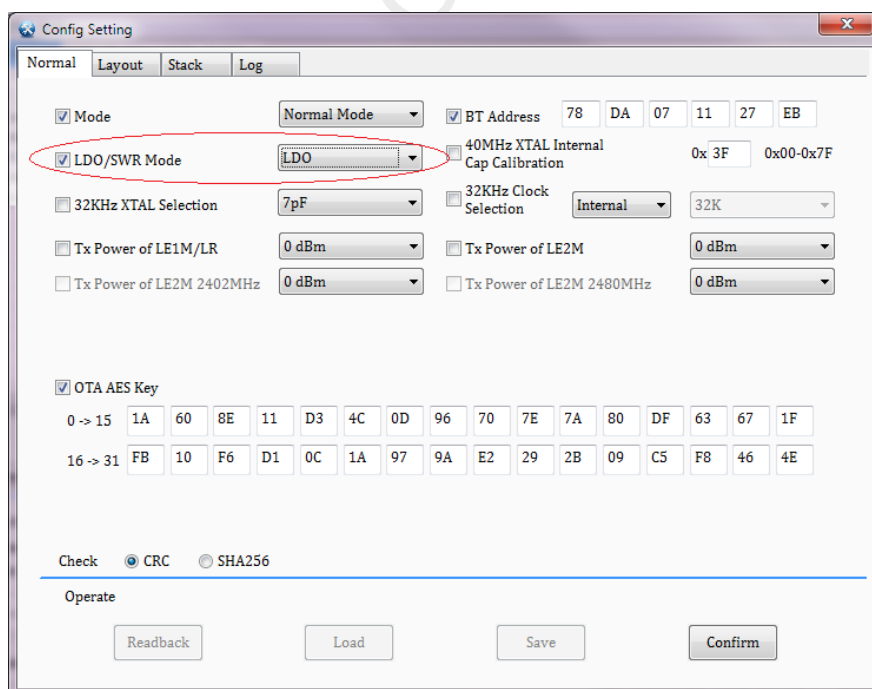 Config Setting
Normal Layout Stack Log
Mode Normal Mode BT Address 78 DA 07 11 27 EB
LDO/SWR Mode LDO 40MHz XTAL Internal Cap Calibration 0x 3F 0x00-0x7F
32KHz XTAL Selection 7pF 32KHz Clock Selection Internal 32K
Tx Power of LE1M/LR 0 dBm Tx Power of LE2M 0 dBm
Tx Power of LE2M 2402MHz 0 dBm Tx Power of LE2M 2480MHz 0 dBm
OTA AES Key
0 -> 15 1A 60 8E 11 D3 4C 0D 96 70 7E 7A 80 DF 63 67 1F
16 -> 31 FB 10 F6 D1 0C 1A 97 9A E2 29 2B 09 C5 F8 46 4E
Check CRC SHA256
Operate
Readback Load Save Confirm